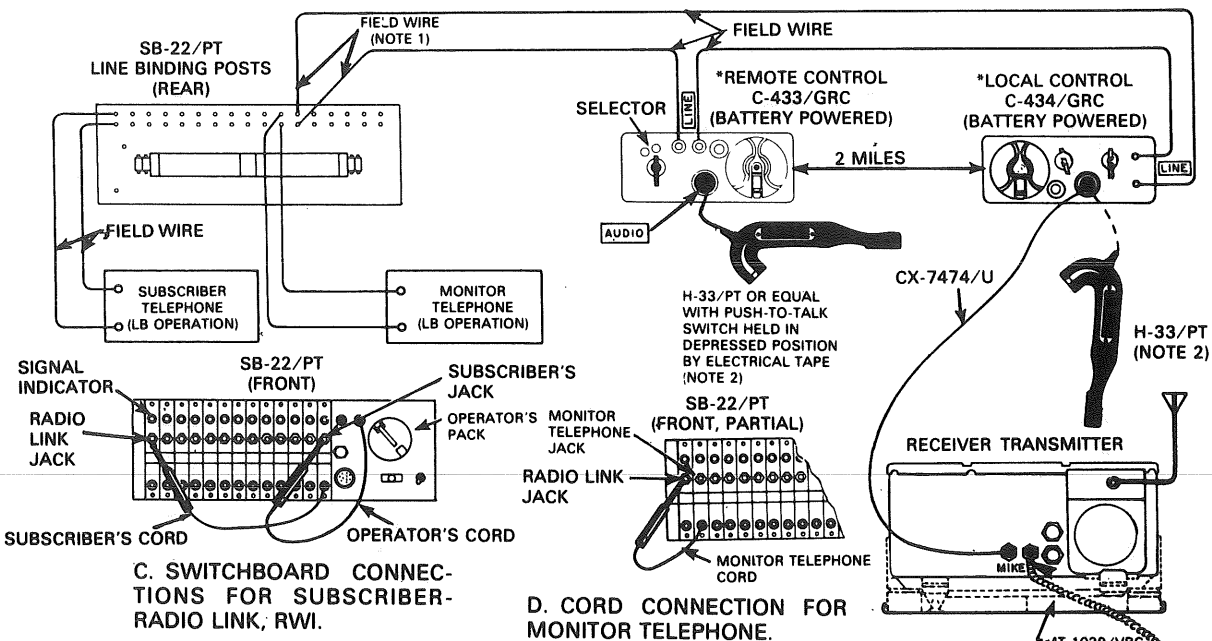 FIELD WIRE
(NOTE 1)
FIELD WIRE
SB-22/PT
LINE BINDING POSTS
(REAR)
*REMOTE CONTROL
C-433/GRC
(BATTERY POWERED)
*LOCAL CONTROL
C-434/GRC
(BATTERY POWERED)
SELECTOR
LINE
2 MILES
LINE
AUDIO
FIELD WIRE
SUBSCRIBER
TELEPHONE
(LB OPERATION)
MONITOR
TELEPHONE
(LB OPERATION)
CX-7474/U
H-33/PT OR EQUAL
WITH PUSH-TO-TALK
SWITCH HELD IN
DEPRESSED POSITION
BY ELECTRICAL TAPE
(NOTE 2)
H-33/PT
(NOTE 2)
SIGNAL
INDICATOR
SB-22/PT
(FRONT)
SUBSCRIBER'S
JACK
RADIO
LINK
JACK
OPERATOR'S
PACK
MONITOR
TELEPHONE
JACK
SB-22/PT
(FRONT, PARTIAL)
RADIO LINK
JACK
RECEIVER TRANSMITTER
SUBSCRIBER'S CORD
OPERATOR'S CORD
MONITOR TELEPHONE
CORD
MIKE
C. SWITCHBOARD CONNEC-
TIONS FOR SUBSCRIBER-
RADIO LINK, RWI.
D. CORD CONNECTION FOR
MONITOR TELEPHONE.